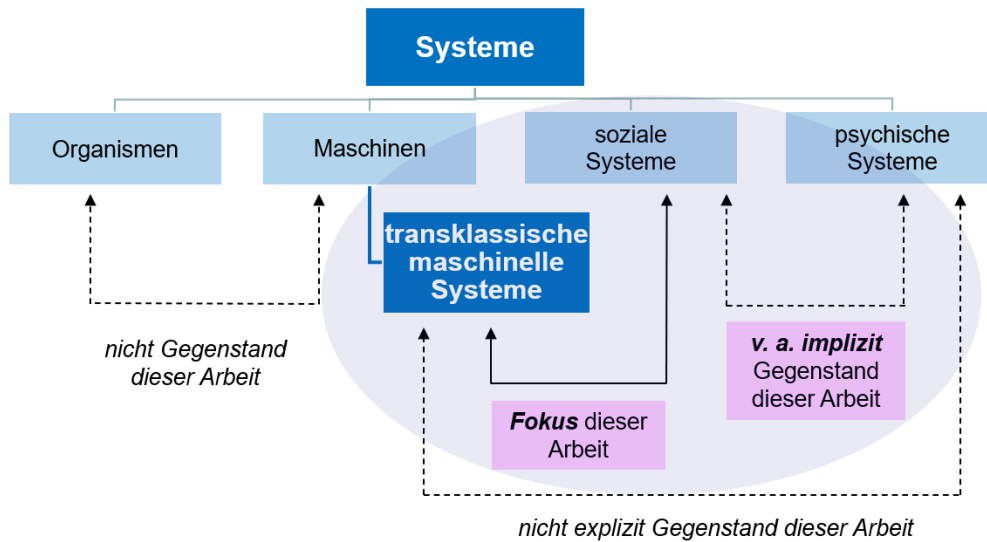 Systeme
Organismen
Maschinen
soziale
Systeme
psychische
Systeme
transklassische
maschinelle
Systeme
nicht Gegenstand
dieser Arbeit
v. a. implizit
Gegenstand
dieser Arbeit
Fokus dieser
Arbeit
nicht explizit Gegenstand dieser Arbeit